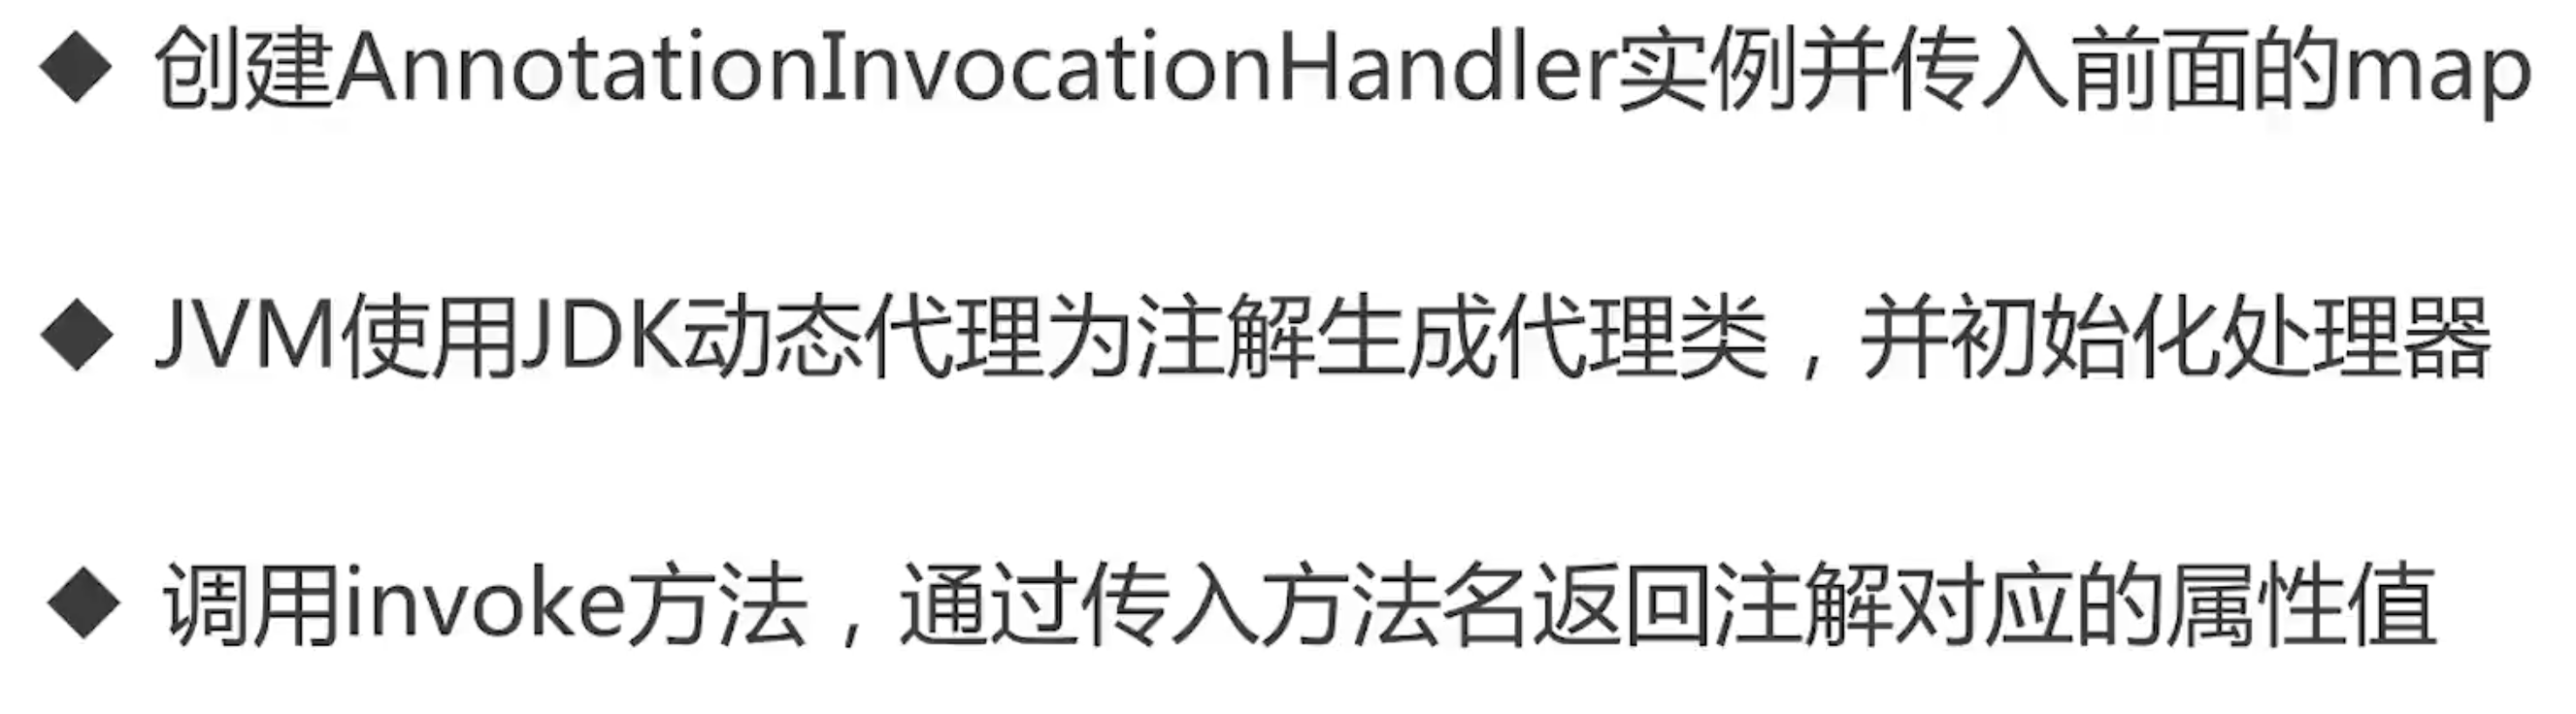 ◆ 创建AnnotationInvocationHandler实例并传入前面的map
◆ JVM使用JDK动态代理为注解生成代理类，并初始化处理器
◆ 调用invoke方法，通过传入方法名返回注解对应的属性值